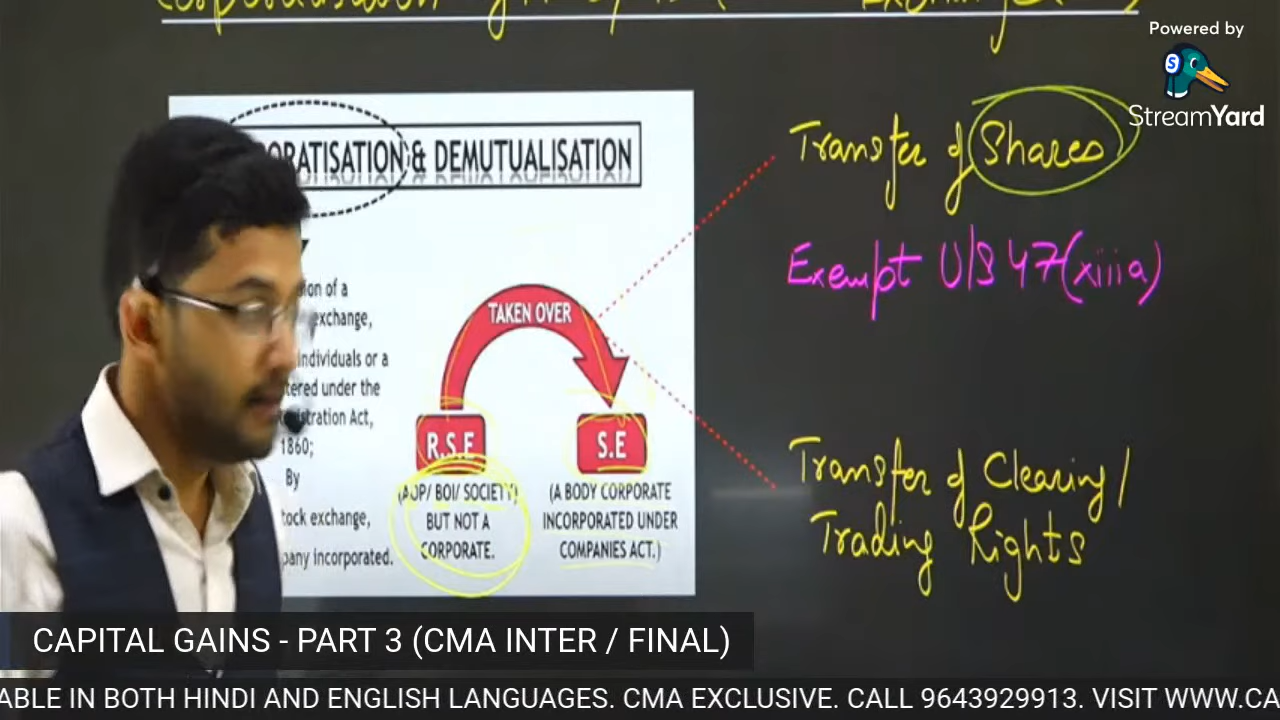 Powered by
StreamYard
ORATISATION & DEMUTUALISATION
Transfer of Shares
Exempt U/S 47(xiiia)
ion of a
exchange,
individuals or a
tered under the
istration Act,
1860;
By
tock exchange,
pany incorporated.
TAKEN OVER
R.S.E
(AOP/ BOI/ SOCIETY)
BUT NOT A
CORPORATE.
S.E
(A BODY CORPORATE
INCORPORATED UNDER
COMPANIES ACT.)
Transfer of Clearing/
Trading Rights
CAPITAL GAINS - PART 3 (CMA INTER / FINAL)
ABLE IN BOTH HINDI AND ENGLISH LANGUAGES. CMA EXCLUSIVE. CALL 9643929913. VISIT WWW.CA